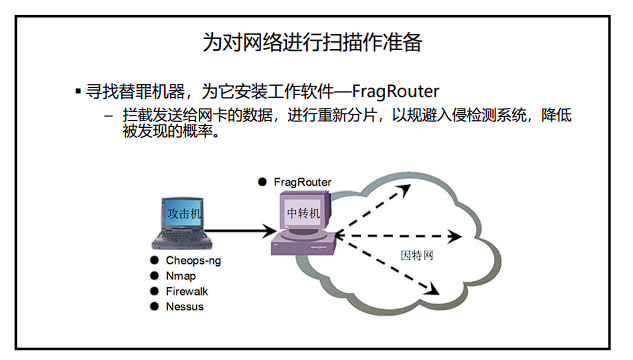 为对网络进行扫描作准备
▪ 寻找替罪机器，为它安装工作软件—FragRouter
– 拦截发送给网卡的数据，进行重新分片，以规避入侵检测系统，降低
被发现的概率。
● FragRouter
攻击机
中转机
因特网
● Cheops-ng
● Nmap
● Firewalk
● Nessus